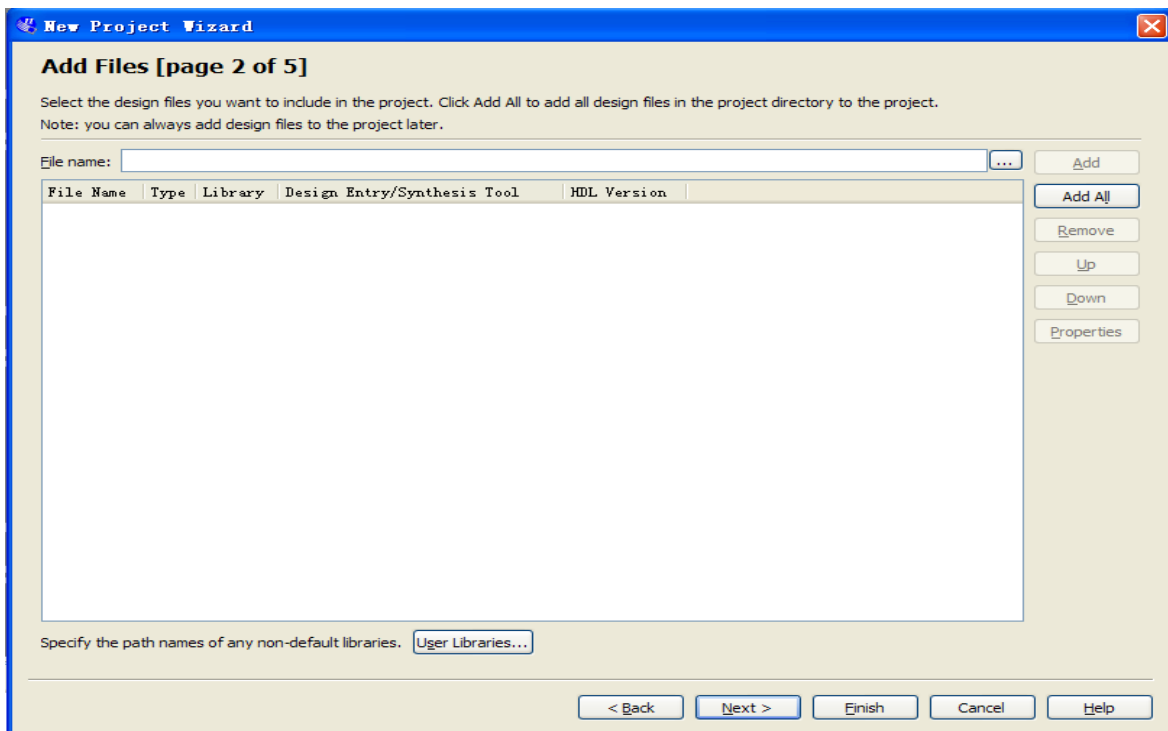 New Project Wizard
Add Files [page 2 of 5]
Select the design files you want to include in the project. Click Add All to add all design files in the project directory to the project.
Note: you can always add design files to the project later.
File name: ... Add
File Name Type Library Design Entry/Synthesis Tool HDL Version
Add All
Remove
Up
Down
Properties
Specify the path names of any non-default libraries. User Libraries...
< Back Next > Finish Cancel Help